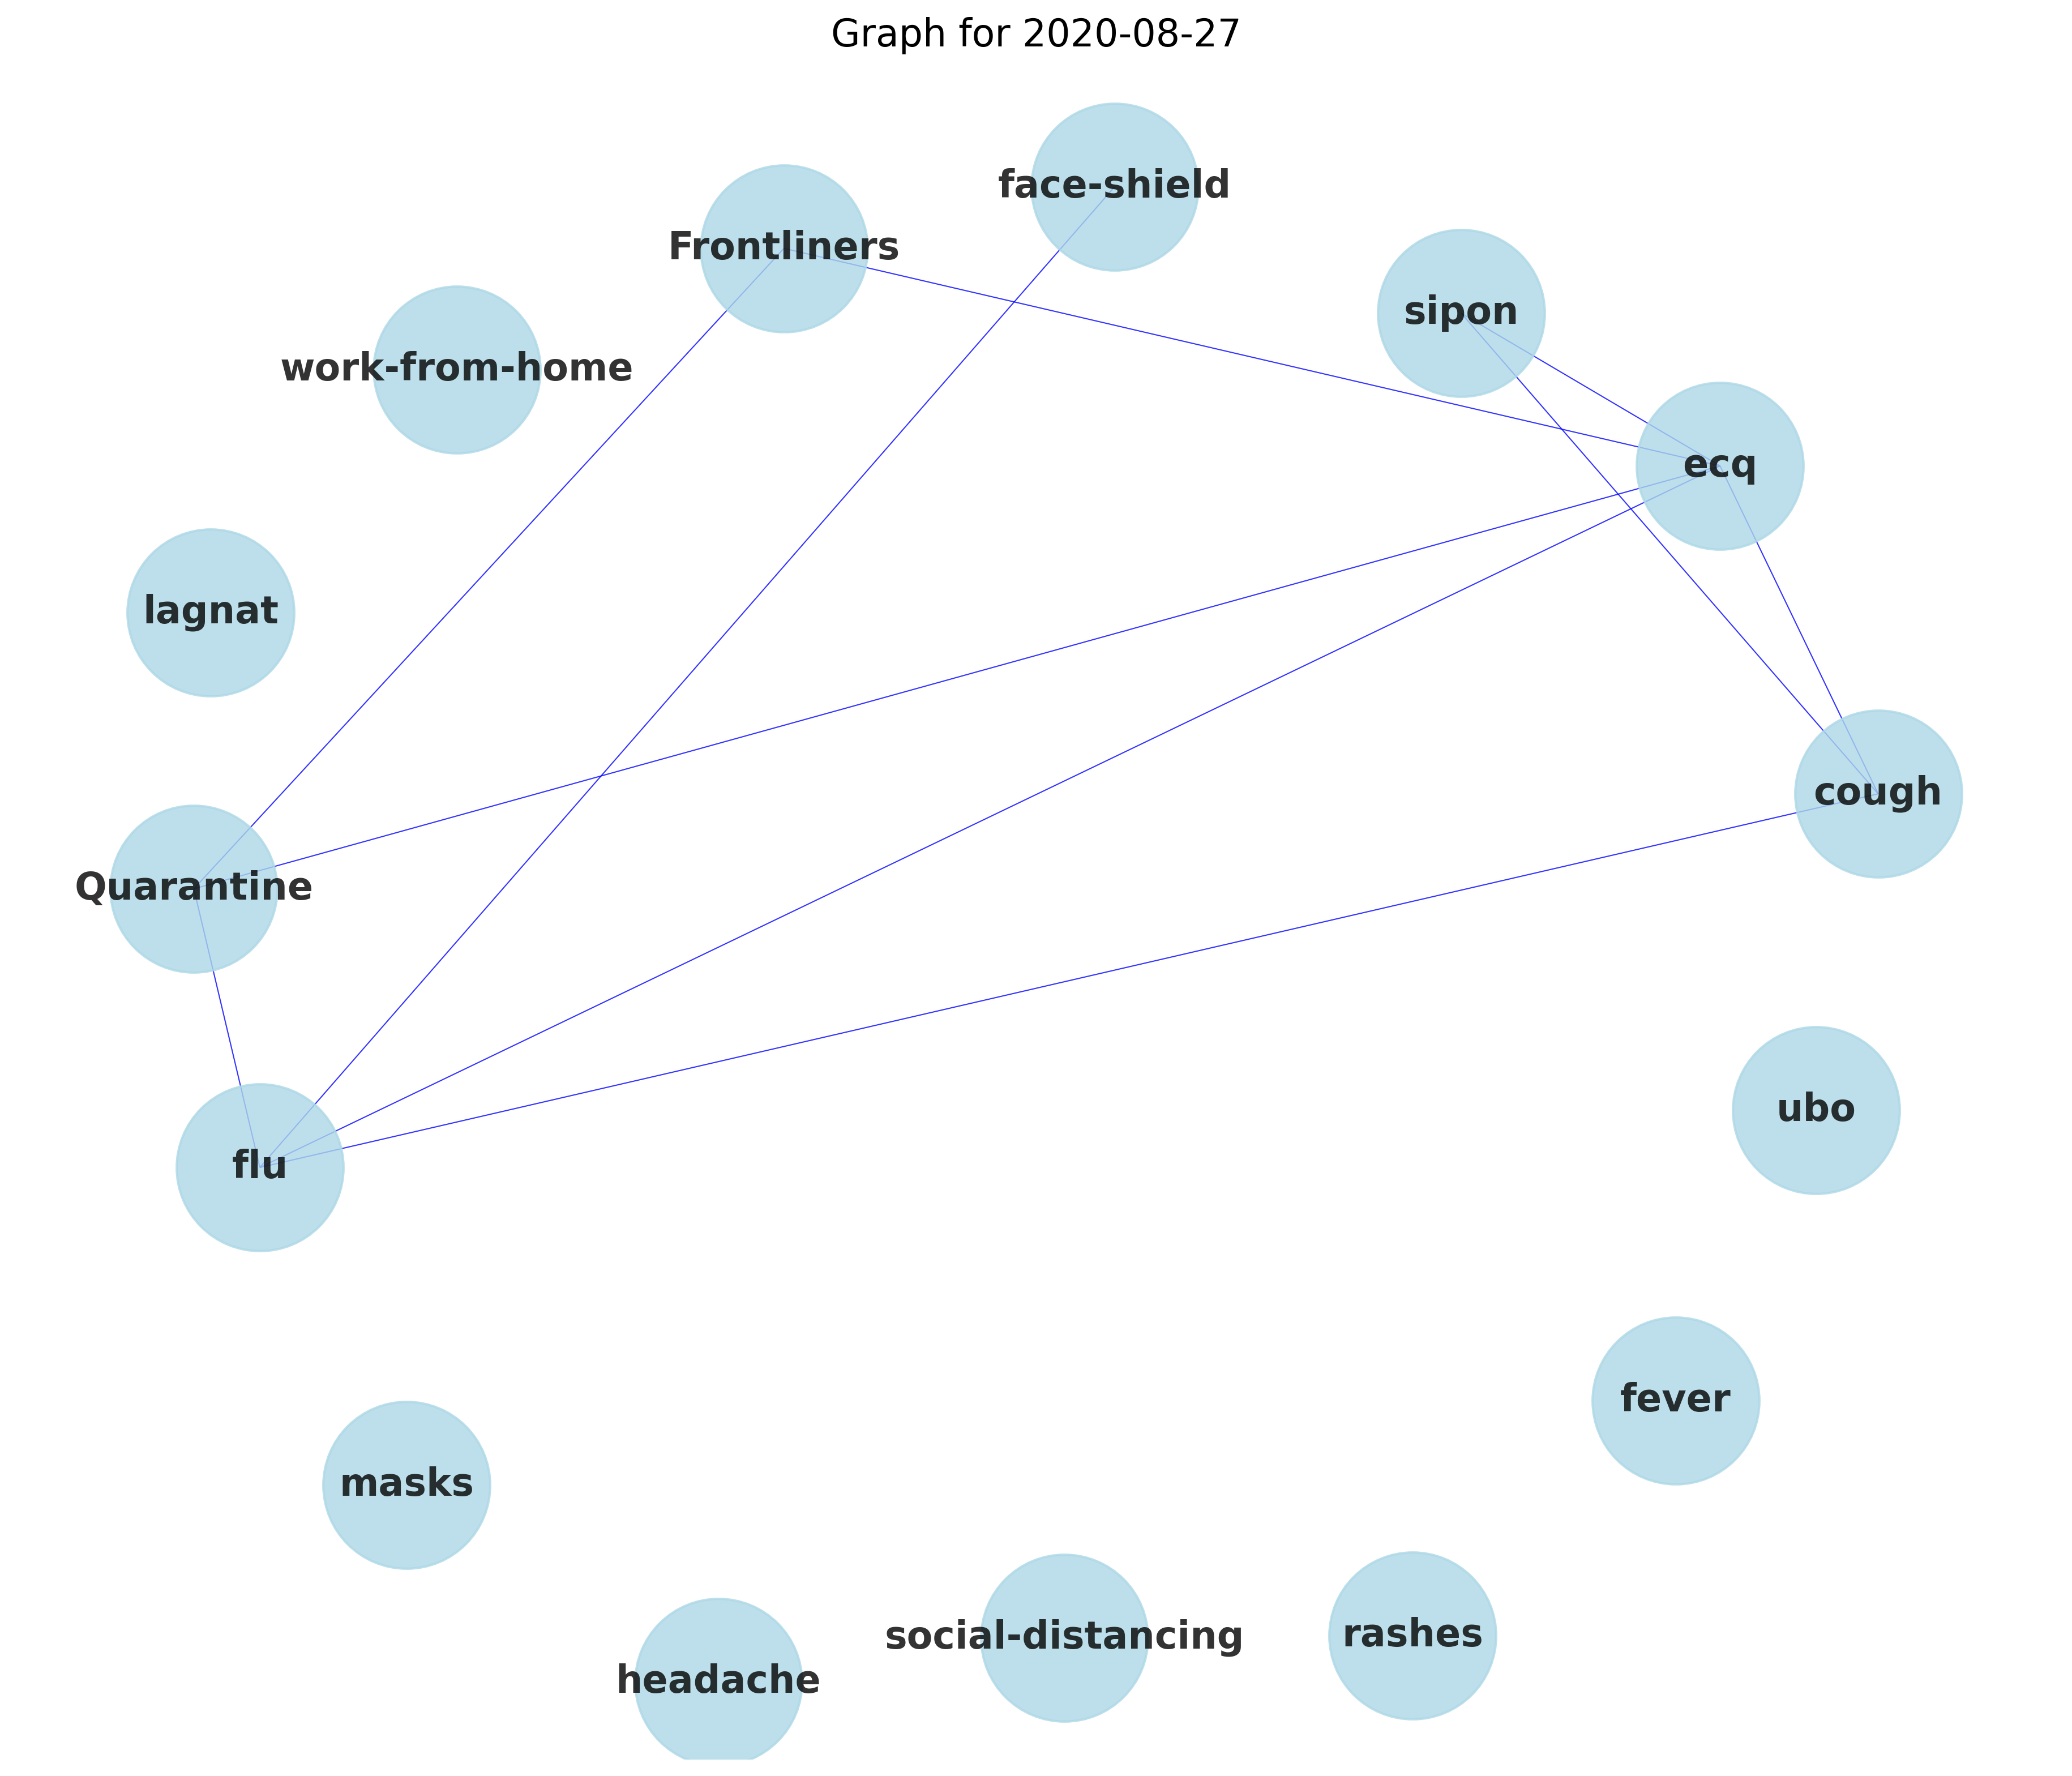 Graph for 2020-08-27
face-shield
Frontliners
sipon
work-from-home
ecq
lagnat
cough
Quarantine
ubo
flu
fever
masks
rashes
social-distancing
headache